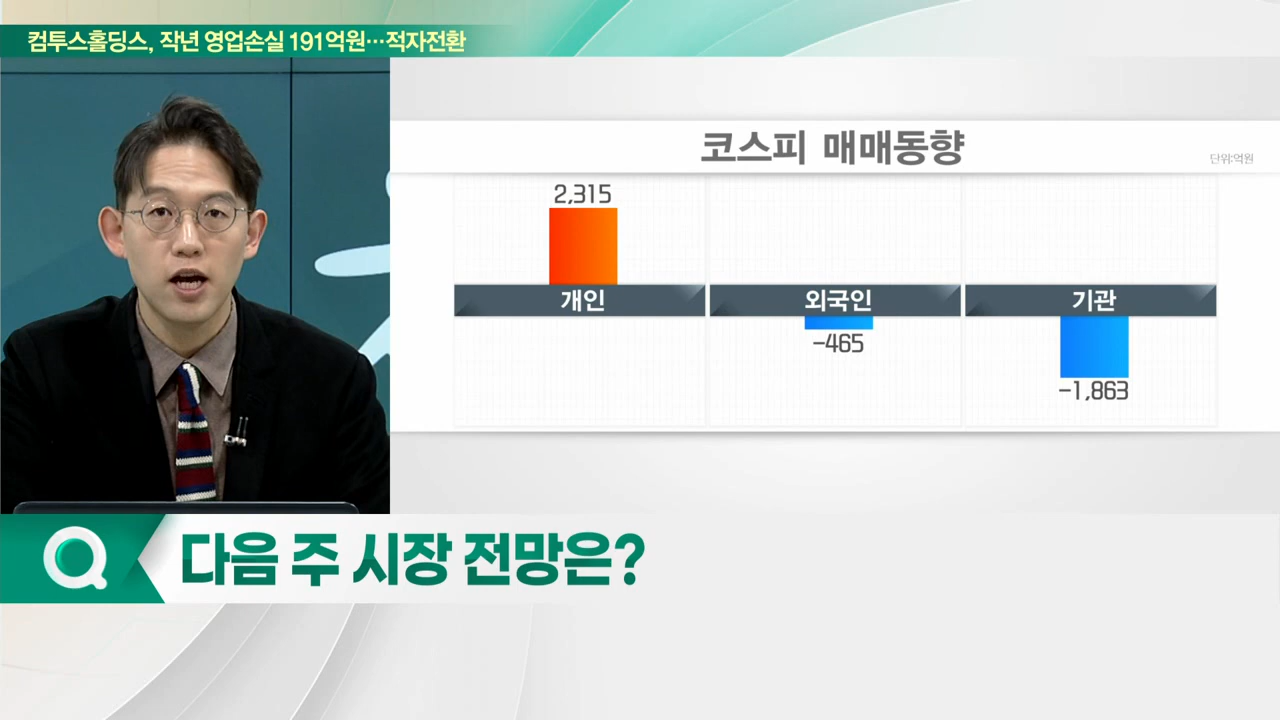 컴투스홀딩스, 작년 영업손실 191억원…적자전환
코스피 매매동향
단위:억원
2,315
개인
외국인
기관
-465
-1,863
Q
다음 주 시장 전망은?